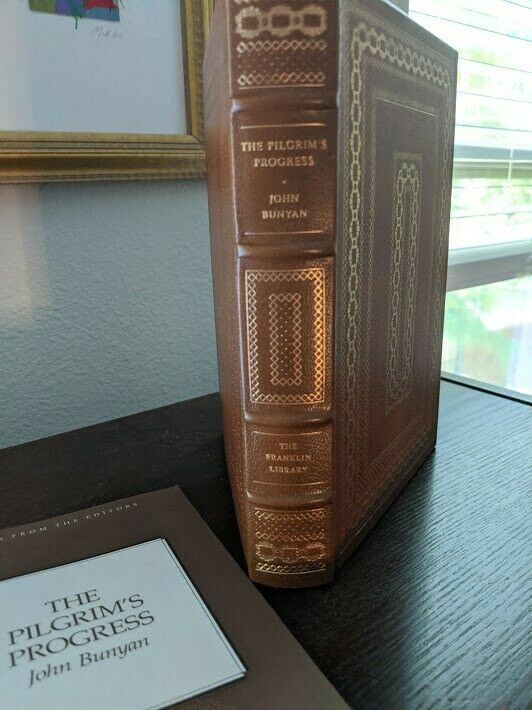 THE PILGRIM'S
PROGRESS
JOHN
BUNYAN
THE
FRANKLIN
LIBRARY
FROM THE EDITORS
THE
PILGRIM'S
PROGRESS
John Bunyan